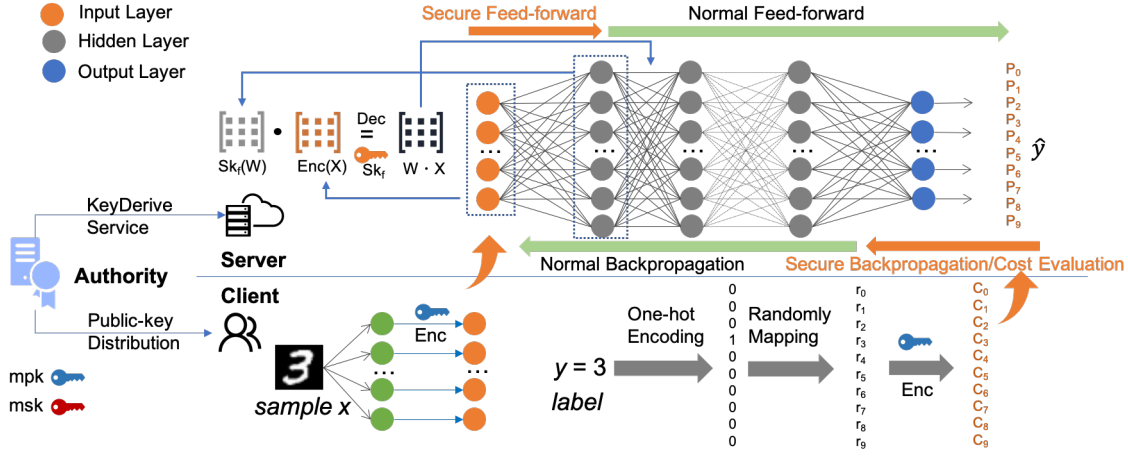 Input Layer
Hidden Layer
Output Layer
Secure Feed-forward
Normal Feed-forward
Dec
=
Sk_f
Sk_f(W)
Enc(X)
W · X
...
...
...
...
...
P₀
P₁
P₂
P₃
P₄
P₅
P₆
P₇
P₈
P₉
ŷ
KeyDerive
Service
Server
Authority
Client
Public-key
Distribution
mpk
msk
Normal Backpropagation
Secure Backpropagation/Cost Evaluation
3
sample x
Enc
...
...
y = 3
label
One-hot
Encoding
0
0
0
1
0
0
0
0
0
0
Randomly
Mapping
r₀
r₁
r₂
r₃
r₄
r₅
r₆
r₇
r₈
r₉
Enc
C₀
C₁
C₂
C₃
C₄
C₅
C₆
C₇
C₈
C₉